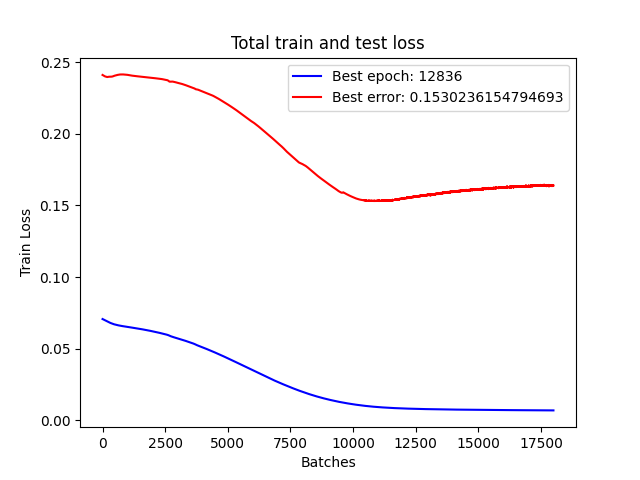 Total train and test loss
Best epoch: 12836
Best error: 0.1530236154794693
Train Loss
0.25
0.20
0.15
0.10
0.05
0.00
0 2500 5000 7500 10000 12500 15000 17500
Batches